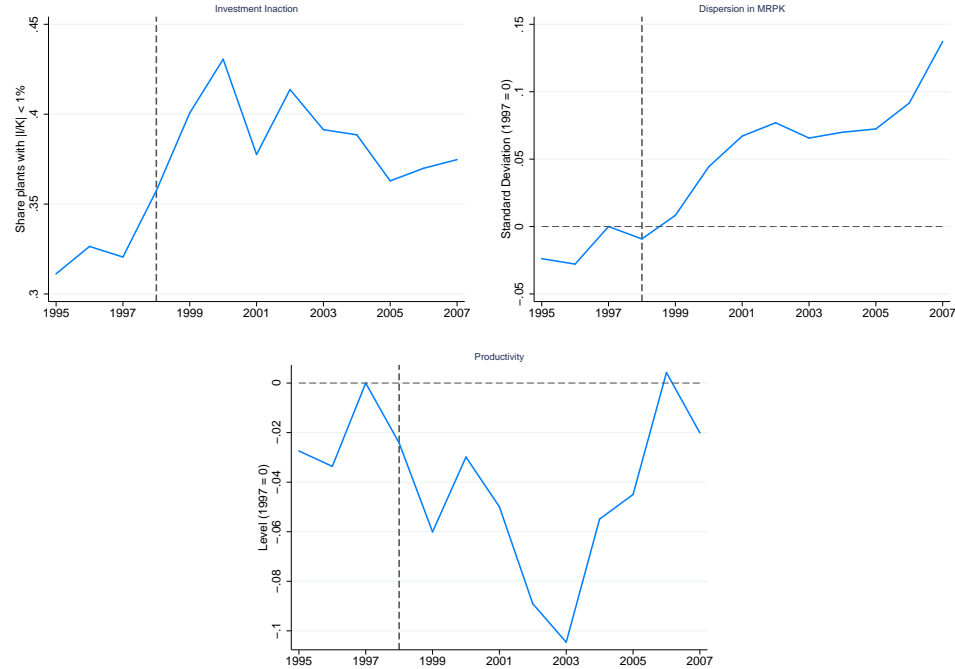 Investment Inaction
Share plants with ||I/K| < 1%
.45
.4
.35
.3
1995 1997 1999 2001 2003 2005 2007
Dispersion in MRPK
Standard Deviation (1997 = 0)
.15
.1
.05
0
-.05
1995 1997 1999 2001 2003 2005 2007
Productivity
Level (1997 = 0)
0
-.02
-.04
-.06
-.08
-.1
1995 1997 1999 2001 2003 2005 2007